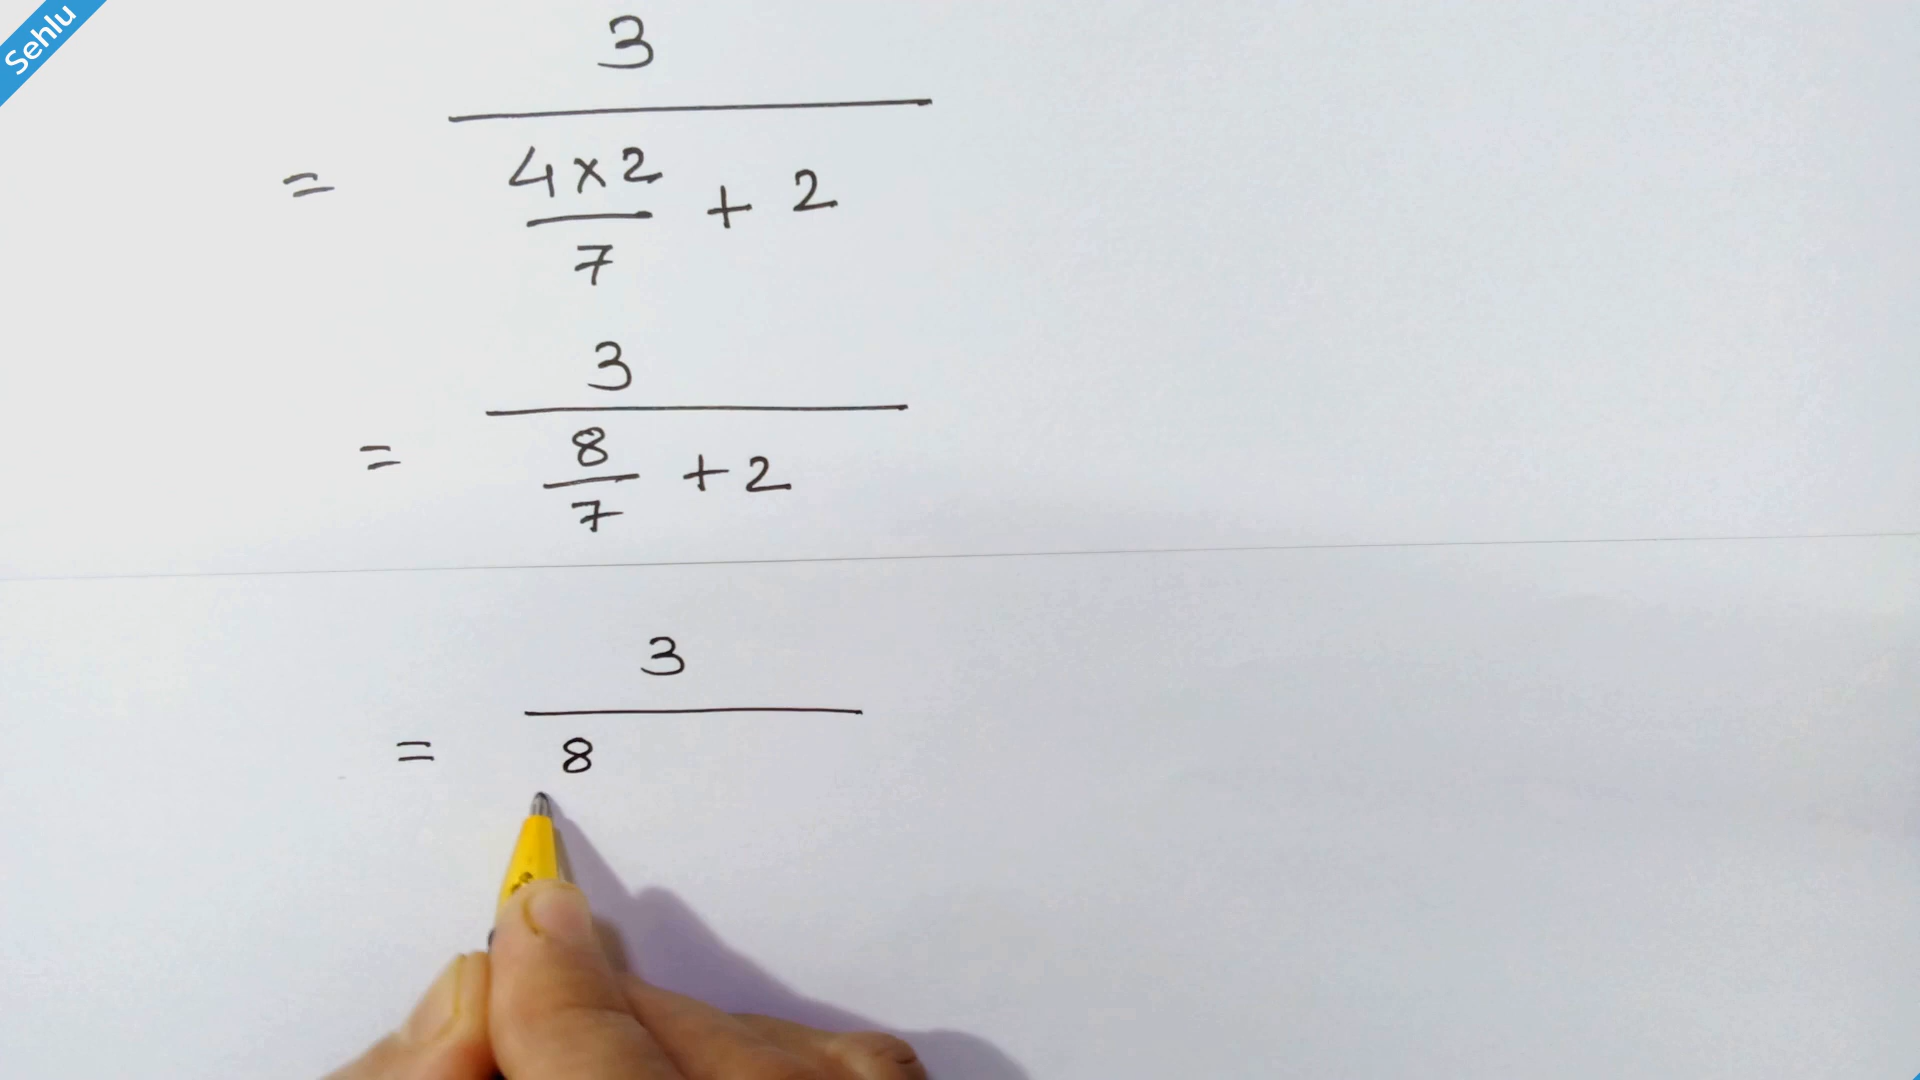 Sehlu
3
= 4 × 2 + 2
7
3
= 8 + 2
7
3
= 8